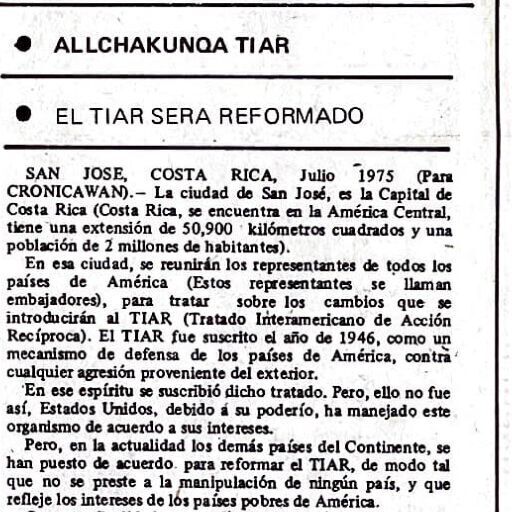 ● ALLCHAKUNQA TIAR
● EL TIAR SERA REFORMADO
SAN JOSE, COSTA RICA, Julio 1975 (Para
CRONICAWAN).— La ciudad de San José, es la Capital de
Costa Rica (Costa Rica, se encuentra en la América Central,
tiene una extensión de 50,900 kilómetros cuadrados y una
población de 2 millones de habitantes).
En esa ciudad, se reunirán los representantes de todos los
países de América (Estos representantes se llaman
embajadores), para tratar sobre los cambios que se
introducirán al TIAR (Tratado Interamericano de Acción
Recíproca). El TIAR fue suscrito el año de 1946, como un
mecanismo de defensa de los países de América, contra
cualquier agresión proveniente del exterior.
En ese espíritu se suscribió dicho tratado. Pero, ello no fue
así, Estados Unidos, debido á su poderío, ha manejado este
organismo de acuerdo a sus intereses.
Pero, en la actualidad los demás países del Continente, se
han puesto de acuerdo para reformar el TIAR, de modo tal
que no se preste a la manipulación de ningún país, y que
refleje los intereses de los países pobres de América.